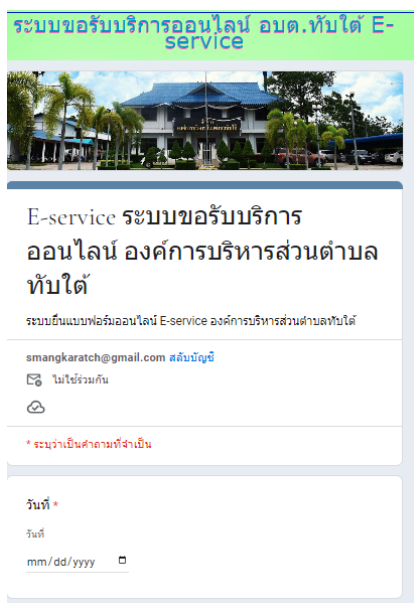 ระบบขอรับบริการออนไลน์ อบต.ทับใต้ E-
service
E-service ระบบขอรับบริการ
ออนไลน์ องค์การบริหารส่วนตำบล
ทับใต้
ระบบยื่นแบบฟอร์มออนไลน์ E-service องค์การบริหารส่วนตำบลทับใต้
smangkaratch@gmail.com สลับบัญชี
ไม่ใช่ร่วมกัน
* ระบุว่าเป็นคำถามที่จำเป็น
วันที่ *
วันที่
mm/dd/yyyy